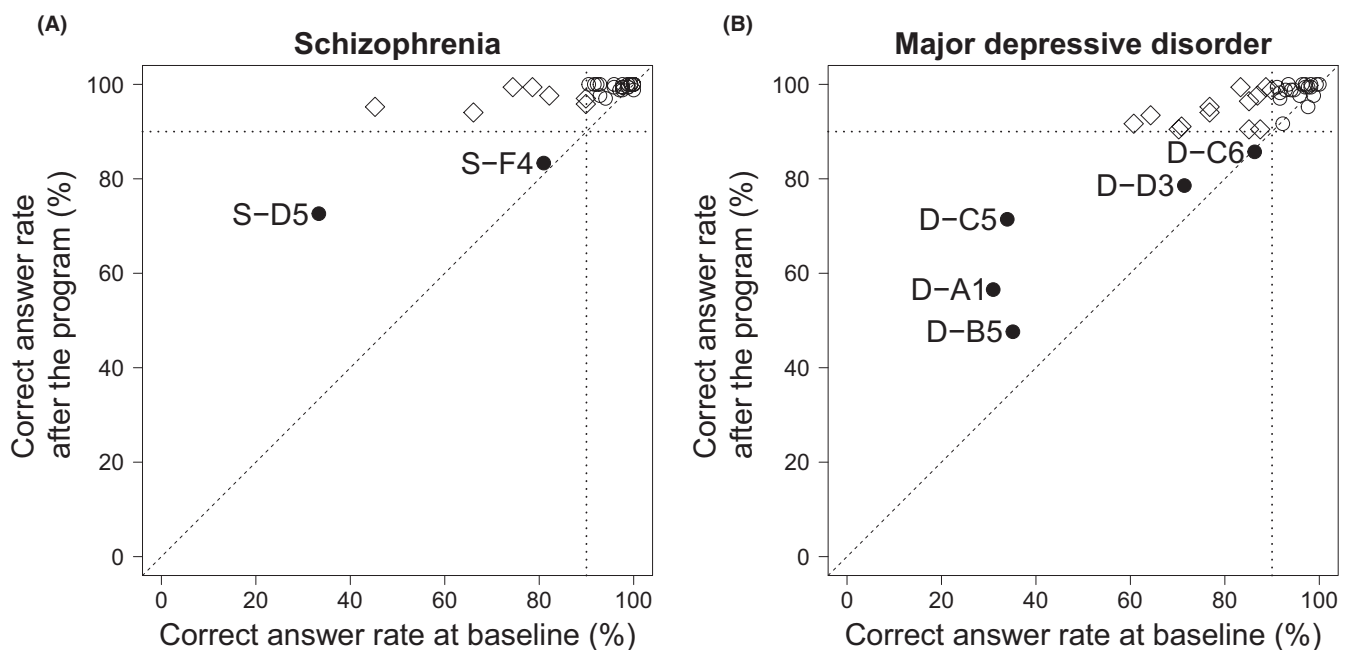 (A)
Schizophrenia
100
80
60
40
20
0
S−F4
S−D5
0 20 40 60 80 100
Correct answer rate at baseline (%)
Correct answer rate
after the program (%)
(B)
Major depressive disorder
100
80
60
40
20
0
D−C6
D−D3
D−C5
D−A1
D−B5
0 20 40 60 80 100
Correct answer rate at baseline (%)
Correct answer rate
after the program (%)